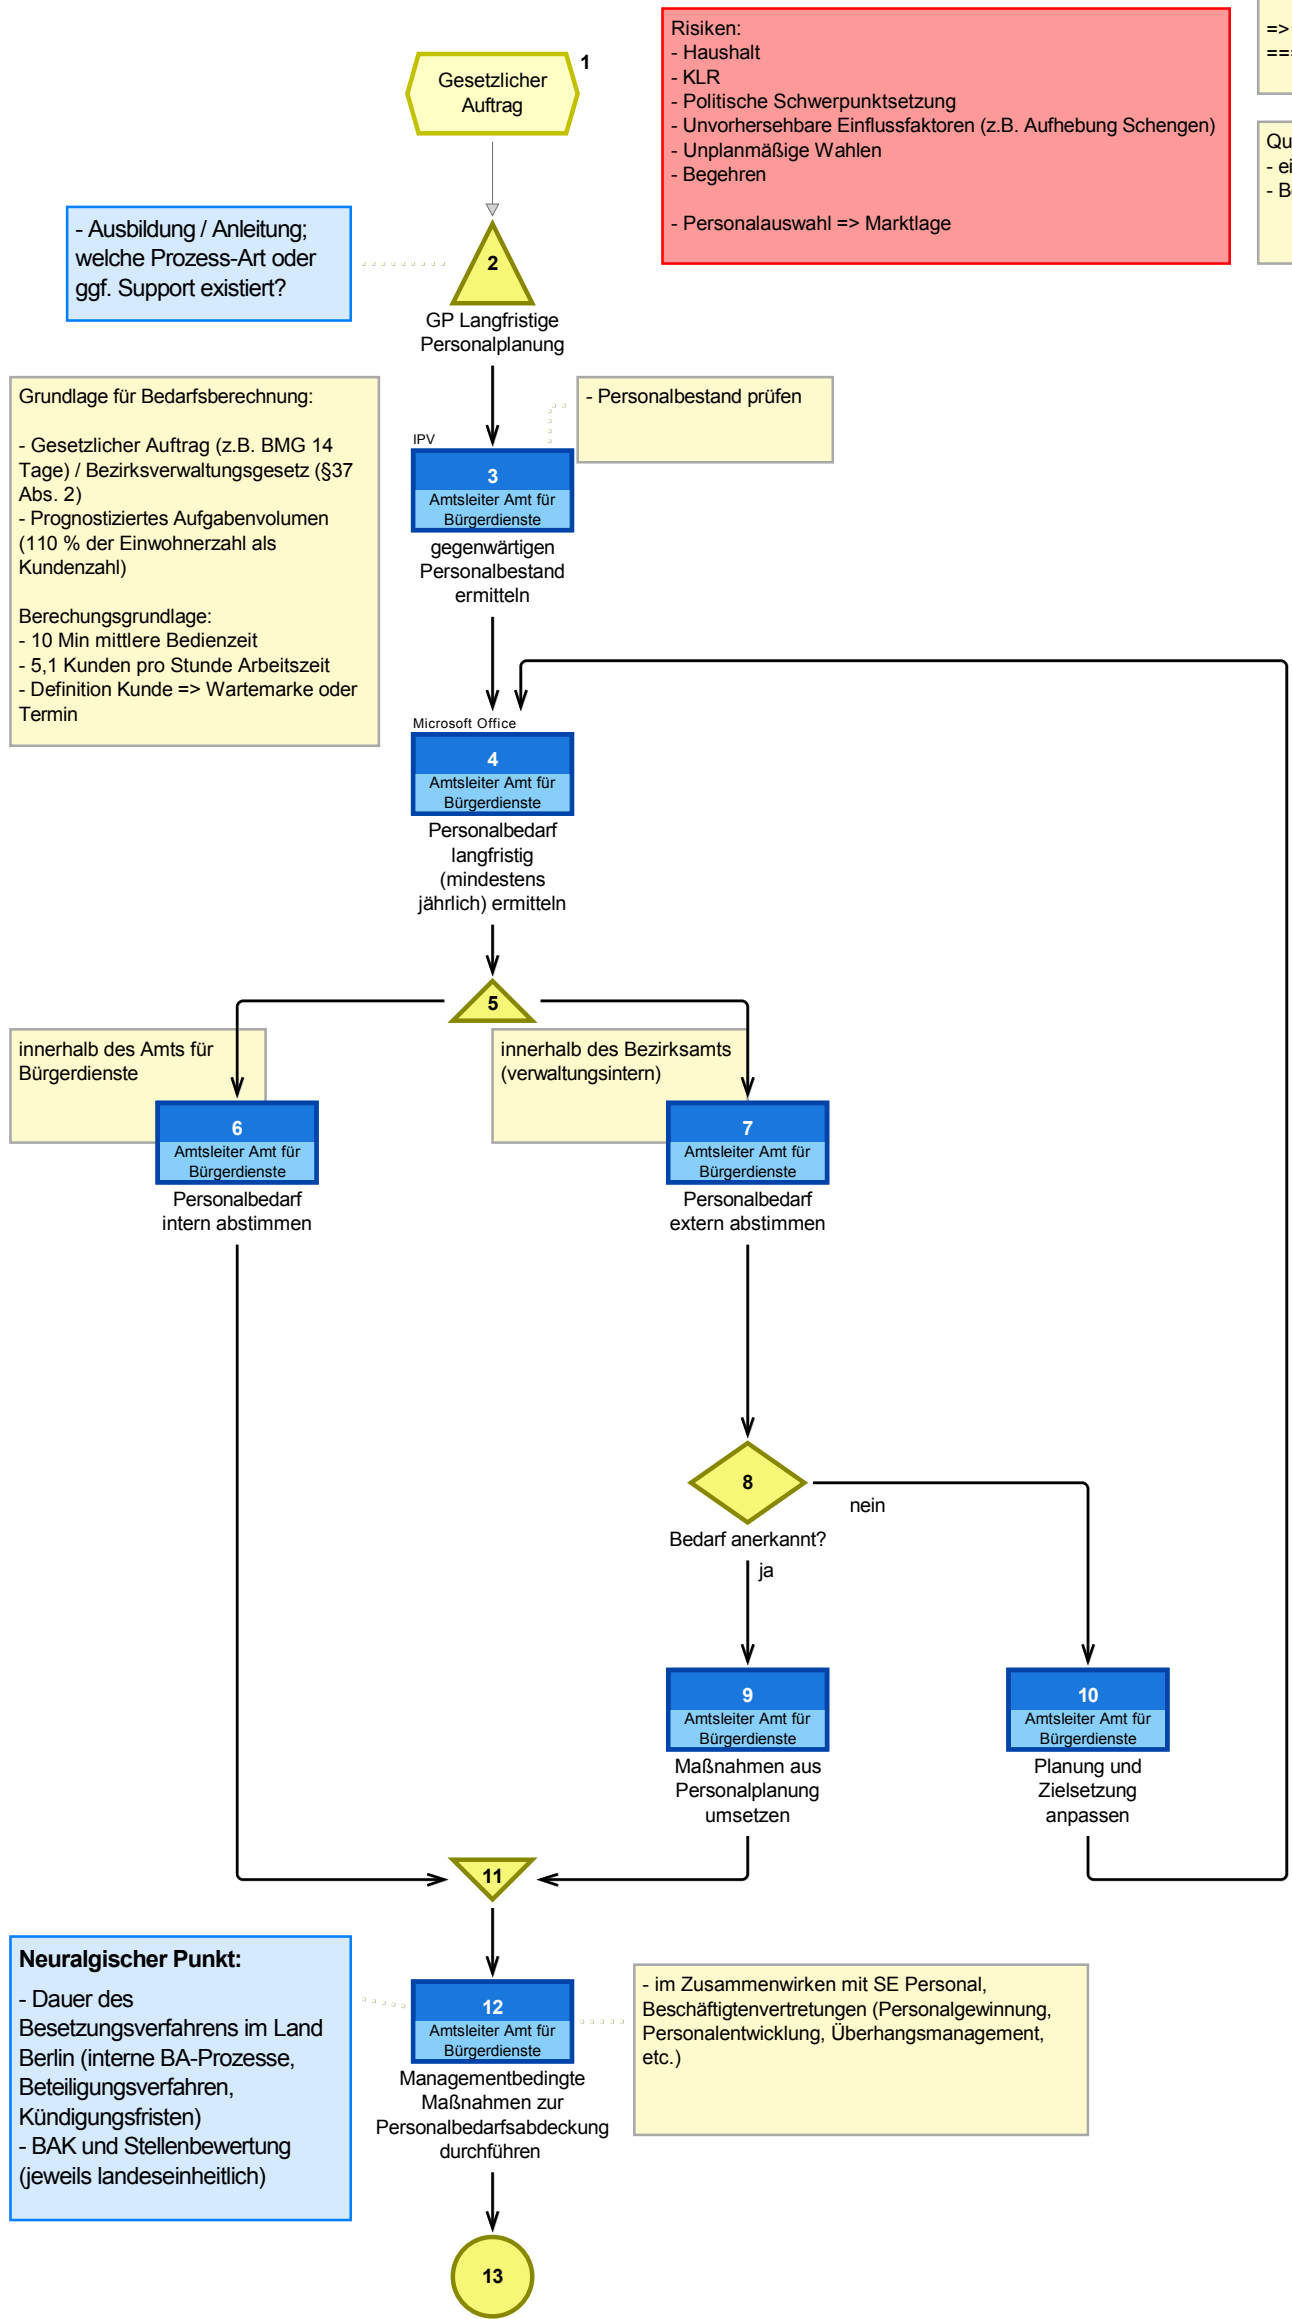 Gesetzlicher
Auftrag
1
Risiken:
- Haushalt
- KLR
- Politische Schwerpunktsetzung
- Unvorhersehbare Einflussfaktoren (z.B. Aufhebung Schengen)
- Unplanmäßige Wahlen
- Begehren
- Personalauswahl => Marktlage
=>
Qu
- ei
- B
- Ausbildung / Anleitung;
welche Prozess-Art oder
ggf. Support existiert?
2
GP Langfristige
Personalplanung
Grundlage für Bedarfsberechnung:
- Gesetzlicher Auftrag (z.B. BMG 14
Tage) / Bezirksverwaltungsgesetz (§37
Abs. 2)
- Prognostiziertes Aufgabenvolumen
(110 % der Einwohnerzahl als
Kundenzahl)
Berechungsgrundlage:
- 10 Min mittlere Bedienzeit
- 5,1 Kunden pro Stunde Arbeitszeit
- Definition Kunde => Wartemarke oder
Termin
- Personalbestand prüfen
IPV
3
Amtsleiter Amt für
Bürgerdienste
gegenwärtigen
Personalbestand
ermitteln
Microsoft Office
4
Amtsleiter Amt für
Bürgerdienste
Personalbedarf
langfristig
(mindestens
jährlich) ermitteln
5
innerhalb des Amts für
Bürgerdienste
innerhalb des Bezirksamts
(verwaltungsintern)
6
Amtsleiter Amt für
Bürgerdienste
Personalbedarf
intern abstimmen
7
Amtsleiter Amt für
Bürgerdienste
Personalbedarf
extern abstimmen
8
nein
Bedarf anerkannt?
ja
9
Amtsleiter Amt für
Bürgerdienste
Maßnahmen aus
Personalplanung
umsetzen
10
Amtsleiter Amt für
Bürgerdienste
Planung und
Zielsetzung
anpassen
11
Neuralgischer Punkt:
- Dauer des
Besetzungsverfahrens im Land
Berlin (interne BA-Prozesse,
Beteiligungsverfahren,
Kündigungsfristen)
- BAK und Stellenbewertung
(jeweils landeseinheitlich)
12
Amtsleiter Amt für
Bürgerdienste
Managementbedingte
Maßnahmen zur
Personalbedarfsabdeckung
durchführen
- im Zusammenwirken mit SE Personal,
Beschäftigtenvertretungen (Personalgewinnung,
Personalentwicklung, Überhangsmanagement,
etc.)
13